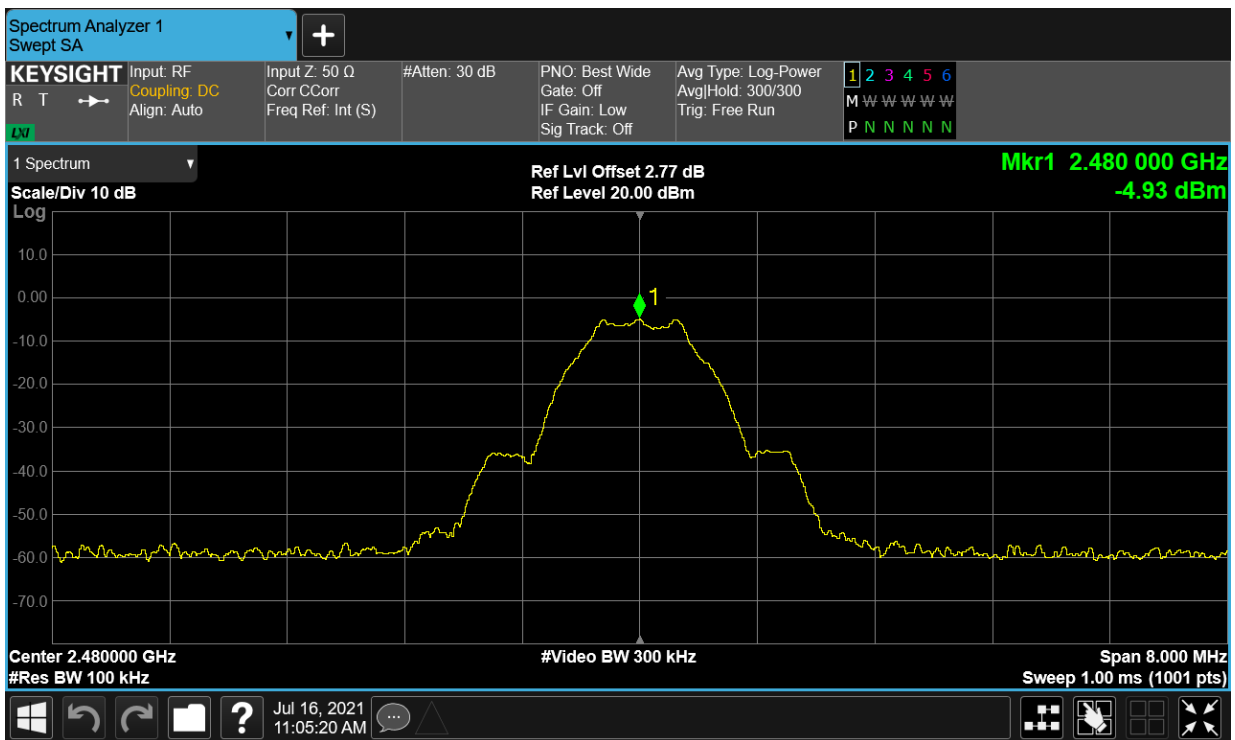 Spectrum Analyzer 1
Swept SA
+
KEYSIGHT
R T
LXI
Input: RF
Coupling: DC
Align: Auto
Input Z: 50 Ω
Corr CCorr
Freq Ref: Int (S)
#Atten: 30 dB
PNO: Best Wide
Gate: Off
IF Gain: Low
Sig Track: Off
Avg Type: Log-Power
Avg|Hold: 300/300
Trig: Free Run
1 2 3 4 5 6
M W W W W W
P N N N N N
1 Spectrum
Scale/Div 10 dB
Ref Lvl Offset 2.77 dB
Ref Level 20.00 dBm
Mkr1 2.480 000 GHz
-4.93 dBm
Log
10.0
0.00
-10.0
-20.0
-30.0
-40.0
-50.0
-60.0
-70.0
1
Center 2.480000 GHz
#Res BW 100 kHz
#Video BW 300 kHz
Span 8.000 MHz
Sweep 1.00 ms (1001 pts)
?
Jul 16, 2021
11:05:20 AM